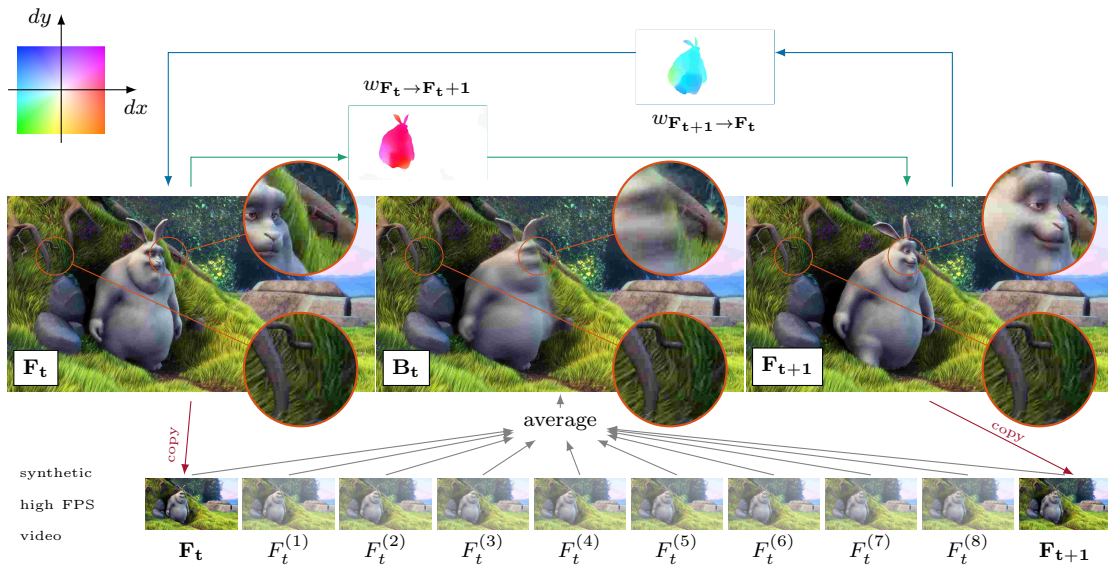 dy
dx
w_{F_t→F_t+1}
w_{F_{t+1}→F_t}
F_t
B_t
F_{t+1}
average
copy
copy
synthetic
high FPS
video
F_t F_t^{(1)} F_t^{(2)} F_t^{(3)} F_t^{(4)} F_t^{(5)} F_t^{(6)} F_t^{(7)} F_t^{(8)} F_{t+1}